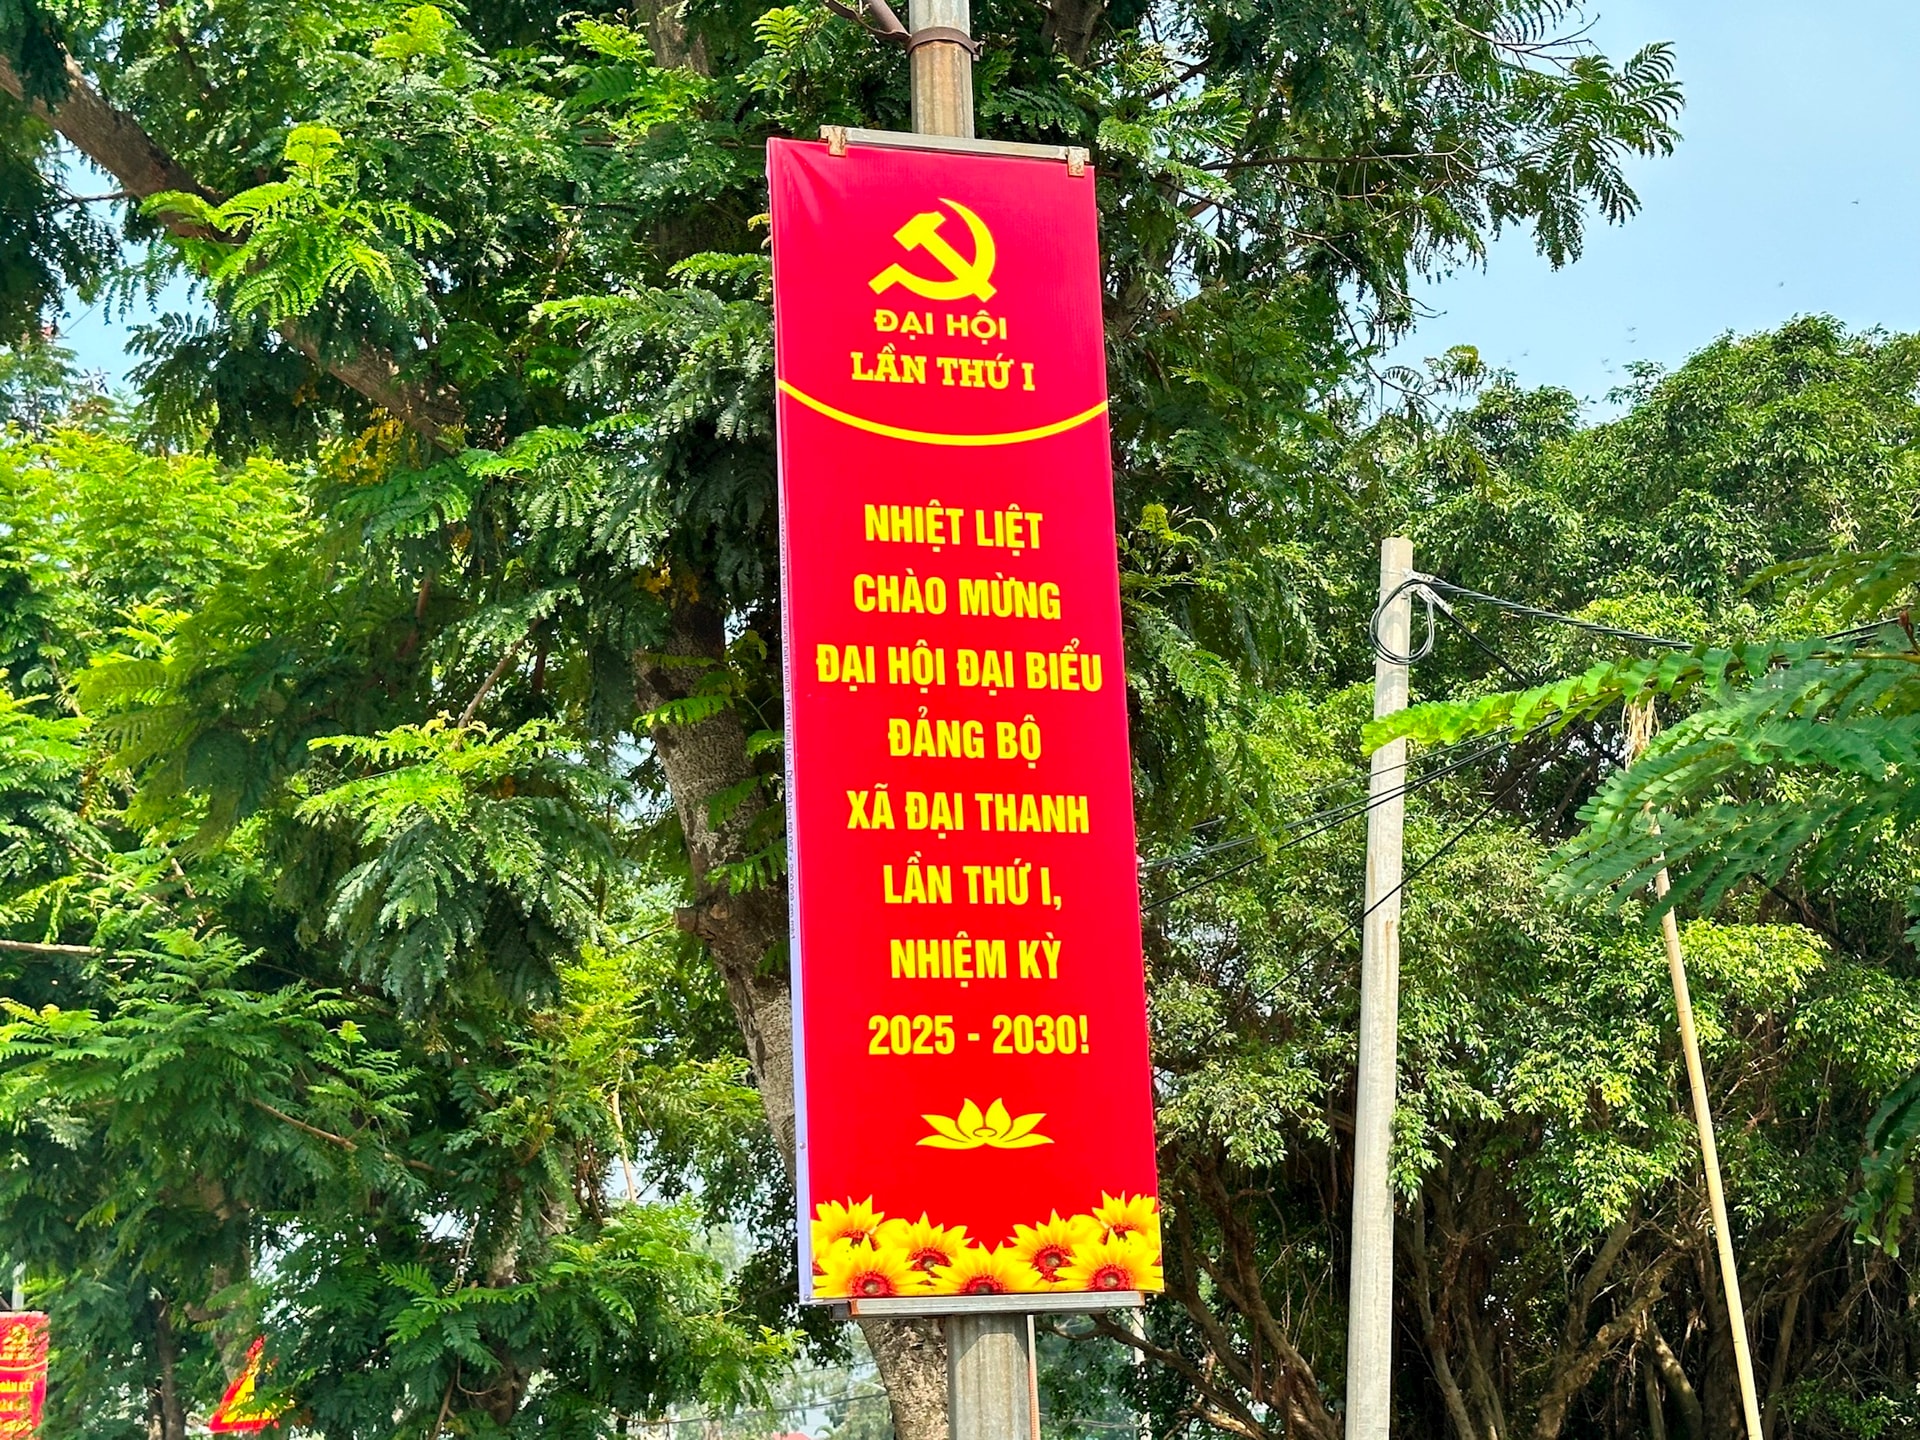 ĐẠI HỘI
LẦN THỨ I
NHIỆT LIỆT
CHÀO MỪNG
ĐẠI HỘI ĐẠI BIỂU
ĐẢNG BỘ
XÃ ĐẠI THANH
LẦN THỨ I,
NHIỆM KỲ
2025 - 2030!